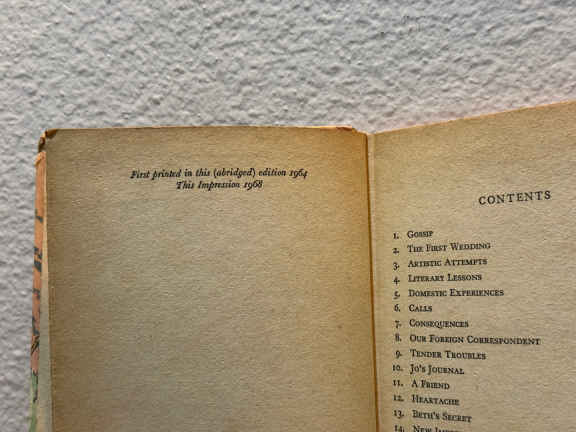 First printed in this (abridged) edition 1964
This Impression 1968
CONTENTS
1. Gossip
2. The First Wedding
3. Artistic Attempts
4. Literary Lessons
5. Domestic Experiences
6. Calls
7. Consequences
8. Our Foreign Correspondent
9. Tender Troubles
10. Jo's Journal
11. A Friend
12. Heartache
13. Beth's Secret
14. New